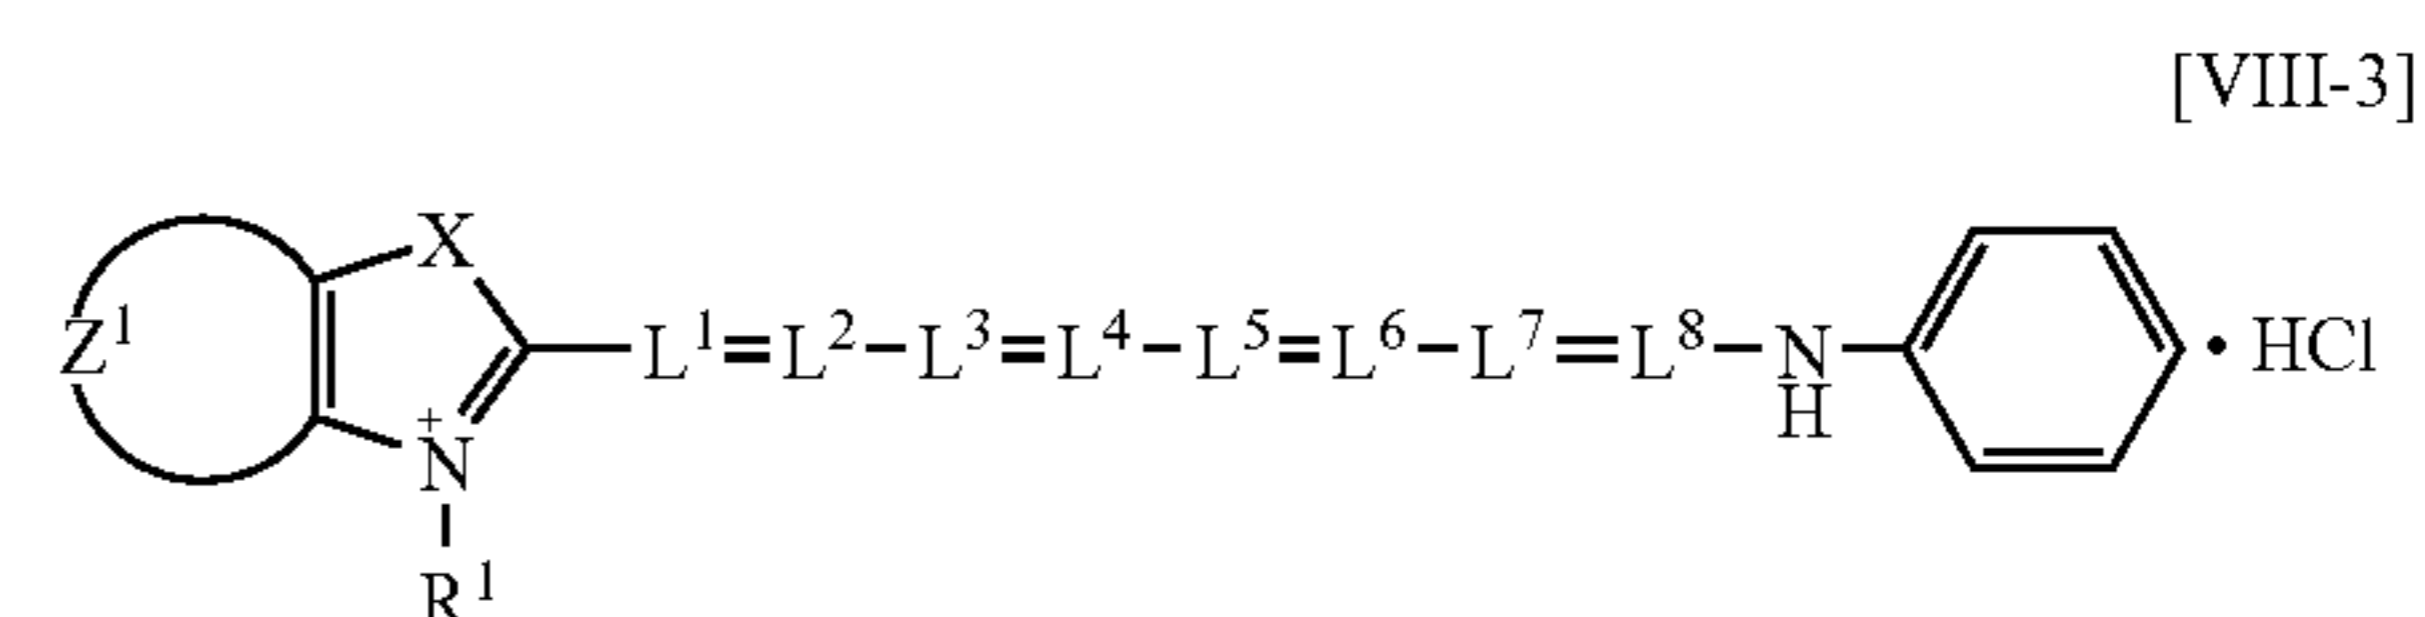 [VIII-3]
X
Z¹ L¹=L²–L³=L⁴–L⁵=L⁶–L⁷=L⁸–N • HCl
+ H
N
R¹